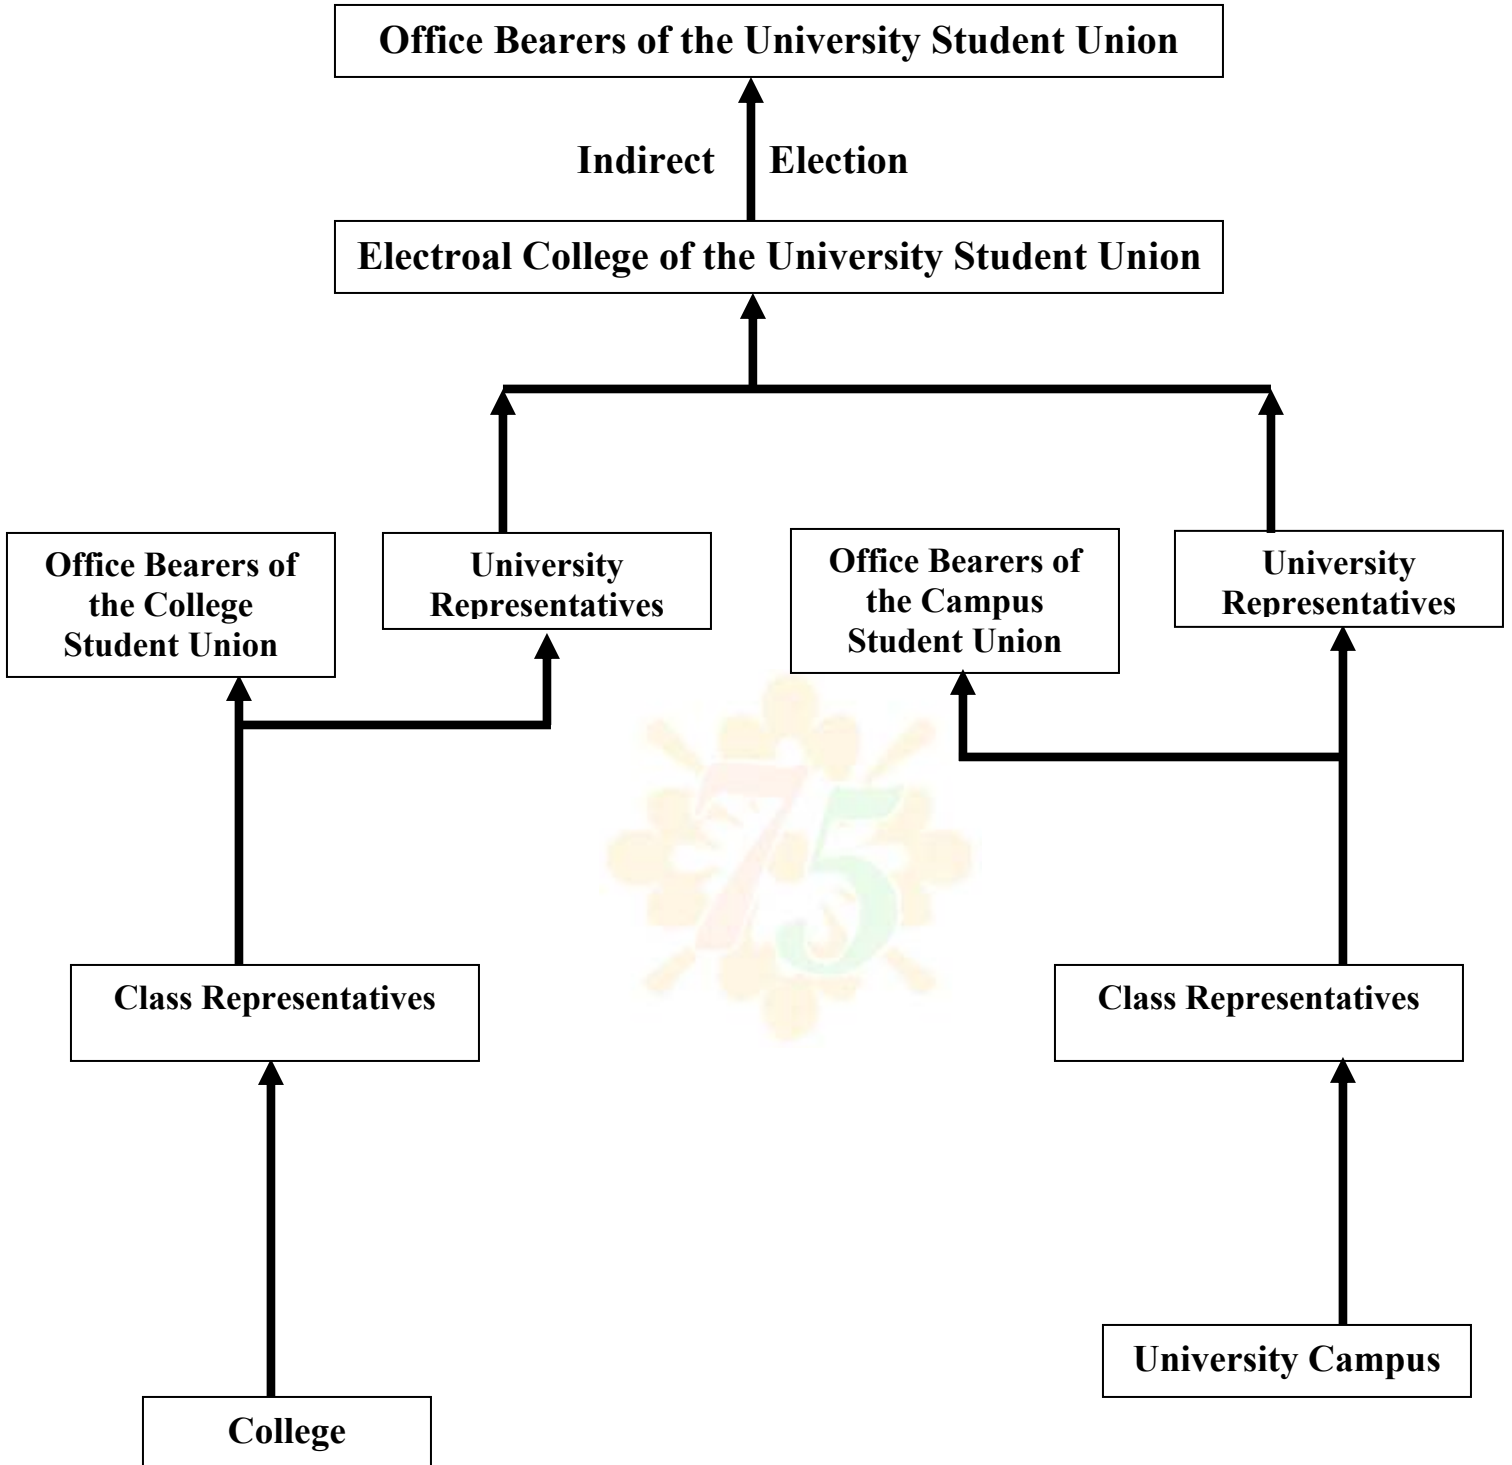 Office Bearers of the University Student Union
Indirect Election
Electroal College of the University Student Union
Office Bearers of
the College
Student Union
University
Representatives
Office Bearers of
the Campus
Student Union
University
Representatives
75
Class Representatives
Class Representatives
University Campus
College